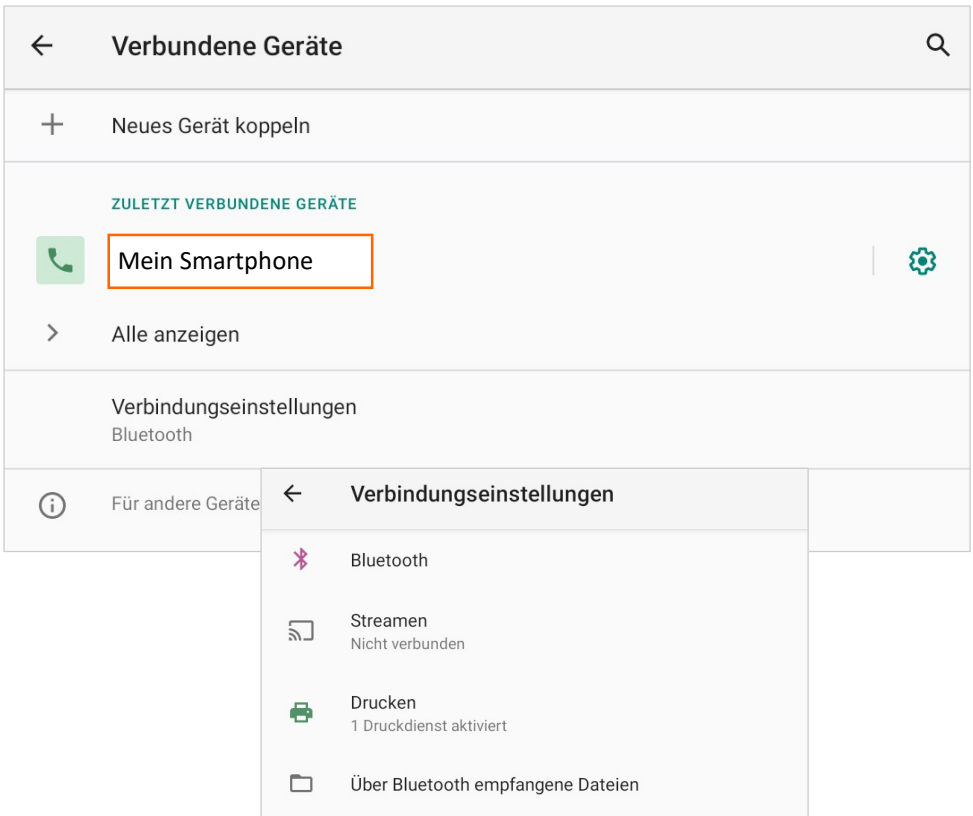 Verbundene Geräte
Neues Gerät koppeln
ZULETZT VERBUNDENE GERÄTE
Mein Smartphone
Alle anzeigen
Verbindungseinstellungen
Bluetooth
Für andere Geräte
Verbindungseinstellungen
Bluetooth
Streamen
Nicht verbunden
Drucken
1 Druckdienst aktiviert
Über Bluetooth empfangene Dateien